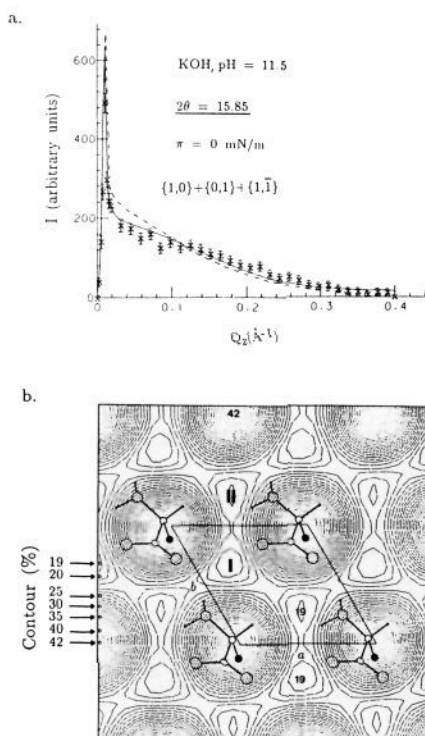 a.
600
400
200
0
I (arbitrary units)
KOH, pH = 11.5
2θ = 15.85
π = 0 mN/m
{1,0}+{0,1}+{1,1̄}
0 0.1 0.2 0.3 0.4
Q_z(Å⁻¹)
b.
42
II
I
b
a
19
19
Contour (%)
19
20
25
30
35
40
42
42